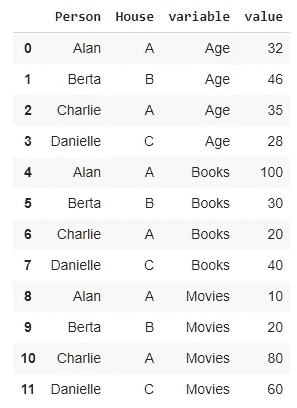 Person House variable value
0 Alan A Age 32
1 Berta B Age 46
2 Charlie A Age 35
3 Danielle C Age 28
4 Alan A Books 100
5 Berta B Books 30
6 Charlie A Books 20
7 Danielle C Books 40
8 Alan A Movies 10
9 Berta B Movies 20
10 Charlie A Movies 80
11 Danielle C Movies 60